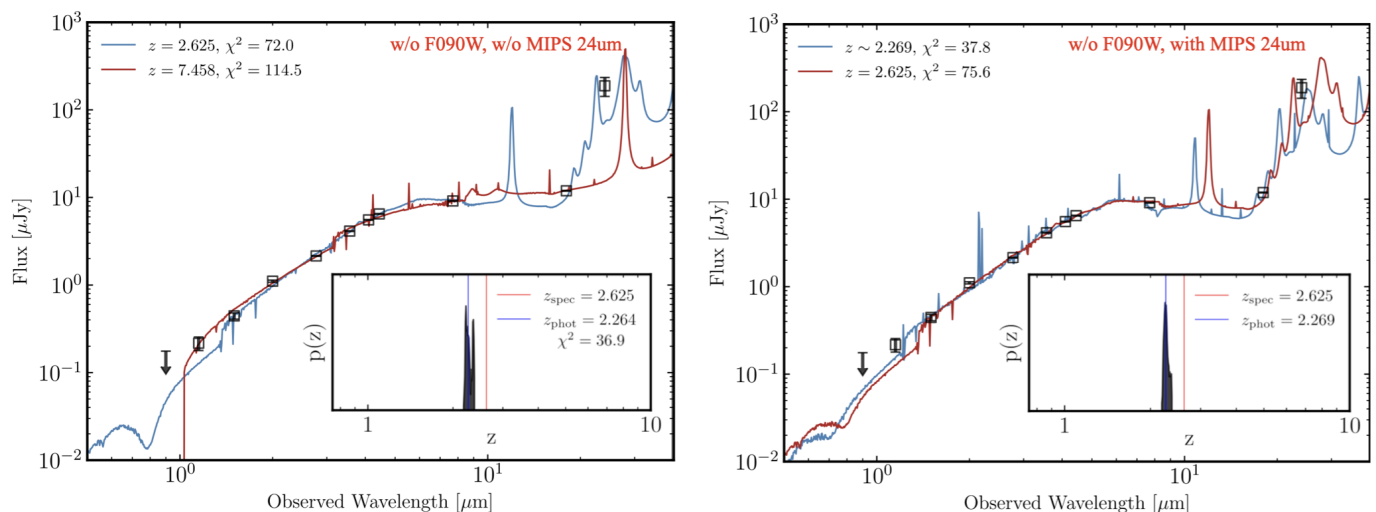 w/o F090W, w/o MIPS 24um
z = 2.625, χ² = 72.0
z = 7.458, χ² = 114.5
Flux [μJy]
10³
10²
10¹
10⁰
10⁻¹
10⁻²
10⁰
10¹
Observed Wavelength [μm]
p(z)
z_spec = 2.625
z_phot = 2.264
χ² = 36.9
1
z
10
w/o F090W, with MIPS 24um
z ∼ 2.269, χ² = 37.8
z = 2.625, χ² = 75.6
Flux [μJy]
10³
10²
10¹
10⁰
10⁻¹
10⁻²
10⁰
10¹
Observed Wavelength [μm]
p(z)
z_spec = 2.625
z_phot = 2.269
1
z
10